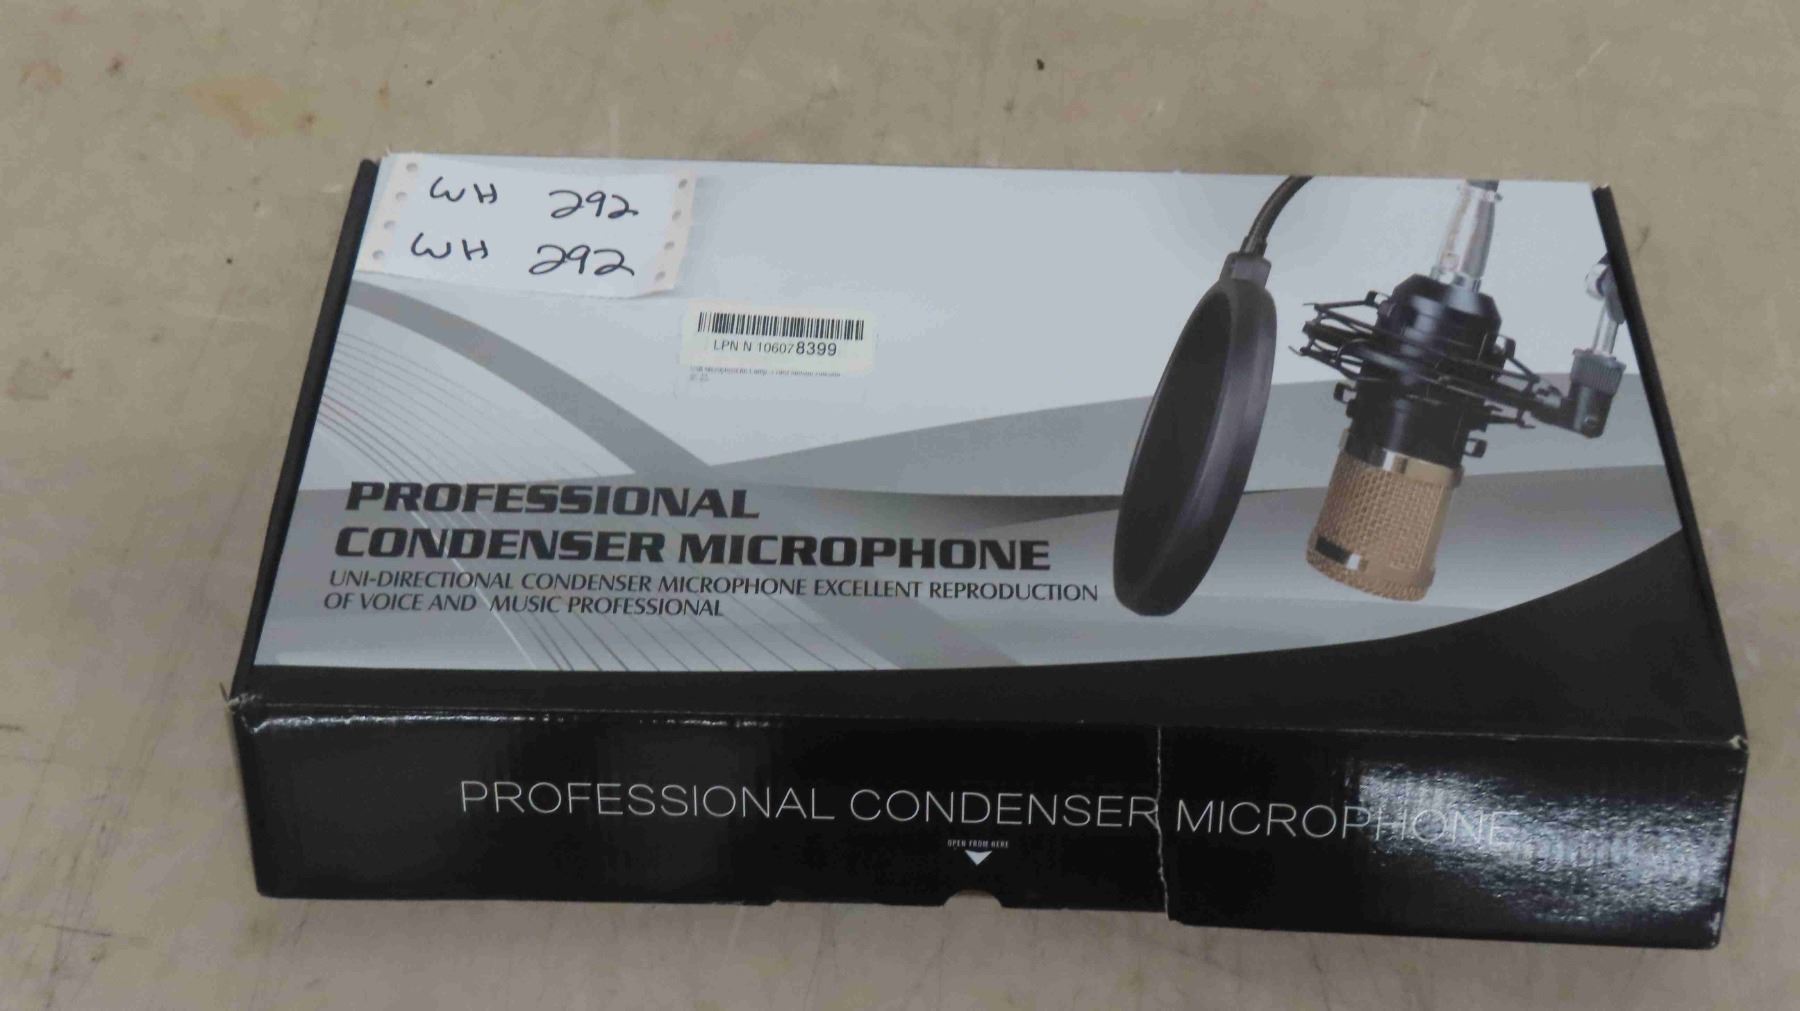 WH 292
WH 292
LPN N 106078399
PROFESSIONAL
CONDENSER MICROPHONE
UNI-DIRECTIONAL CONDENSER MICROPHONE EXCELLENT REPRODUCTION
OF VOICE AND MUSIC PROFESSIONAL
PROFESSIONAL CONDENSER MICROPHONE
OPEN FROM HERE